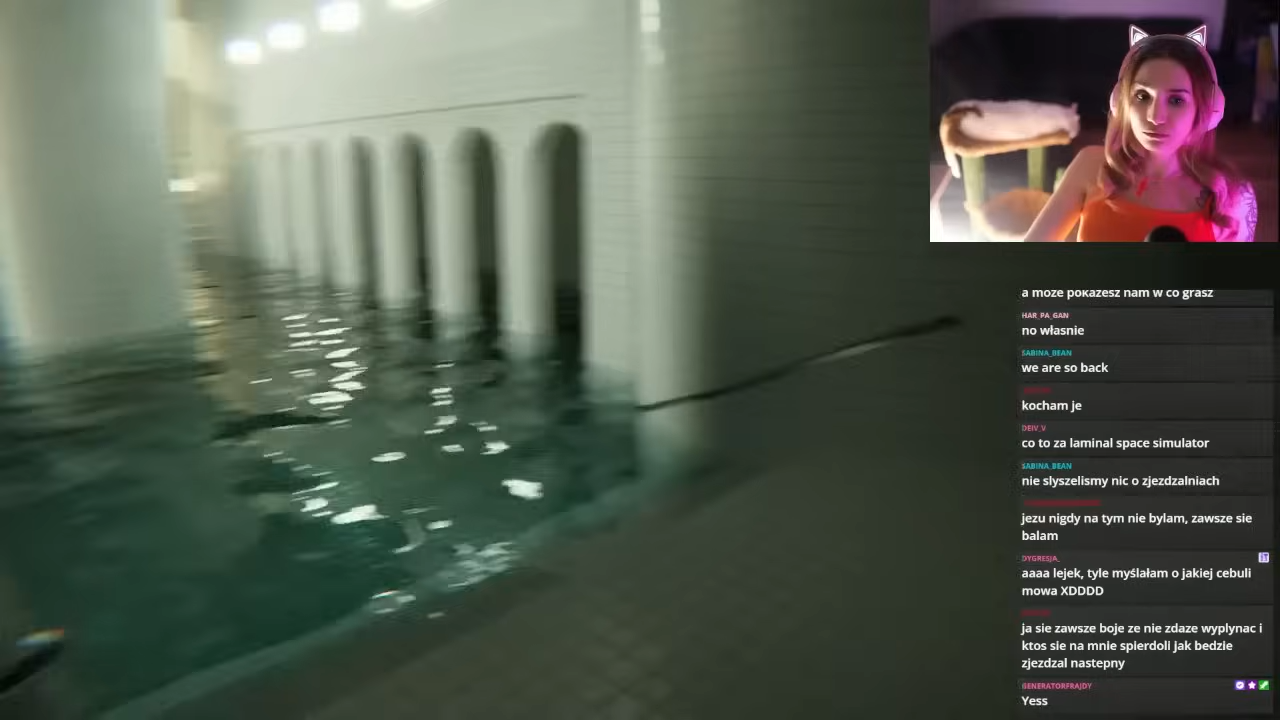 a może pokażesz nam w co grasz
HAR_PA_GAN
no własnie
SABINA_BEAN
we are so back
kocham je
DEIV_V
co to za laminal space simulator
SABINA_BEAN
nie slyszelismy nic o zjezdzalniach
jezu nigdy na tym nie bylam, zawsze sie
balam
DYGRESJA_
aaaa lejek, tyle myślałam o jakiej cebuli
mowa XDDDD
ja sie zawsze boje ze nie zdaze wyplynac i
ktos sie na mnie spierdoli jak bedzie
zjezdzal nastepny
GENERATORFRAJDY
Yess